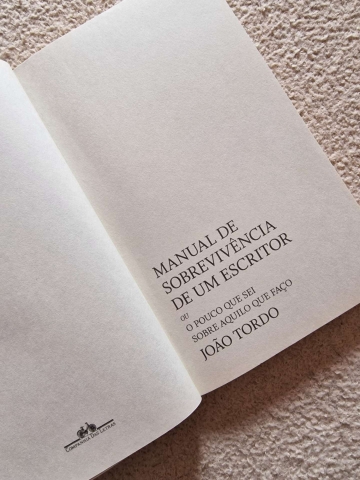 MANUAL DE
SOBREVIVÊNCIA
DE UM ESCRITOR
OU
O POUCO QUE SEI
SOBRE AQUILO QUE FAÇO
JOÃO TORDO
COMPANHIA DAS LETRAS